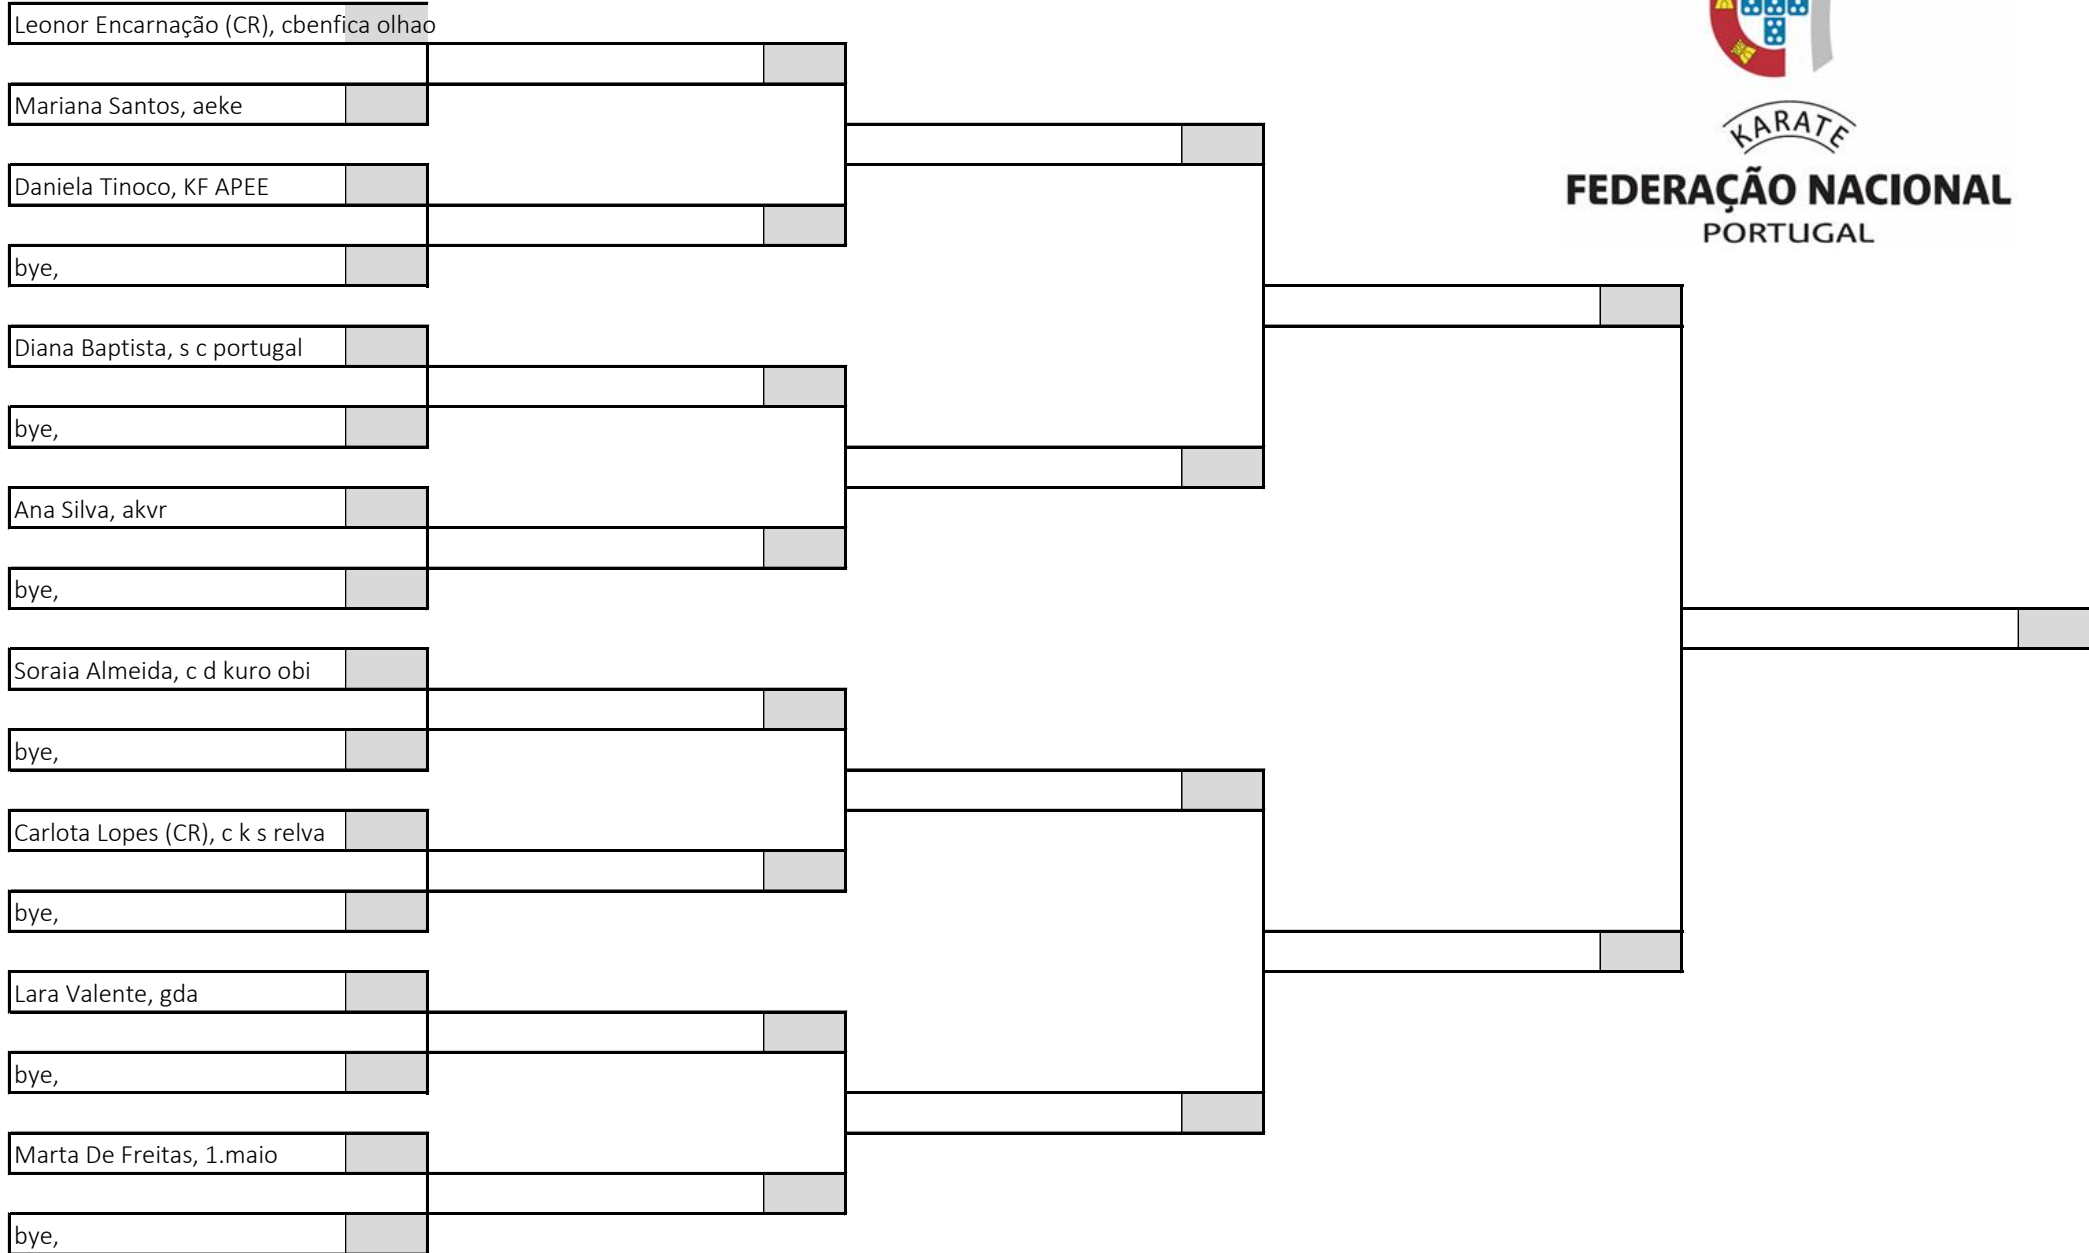 Leonor Encarnação (CR), cbenfica olhao
Mariana Santos, aeke
Daniela Tinoco, KF APEE
bye,
Diana Baptista, s c portugal
bye,
Ana Silva, akvr
bye,
Soraia Almeida, c d kuro obi
bye,
Carlota Lopes (CR), c k s relva
bye,
Lara Valente, gda
bye,
Marta De Freitas, 1.maio
bye,
KARATE
FEDERAÇÃO NACIONAL
PORTUGAL